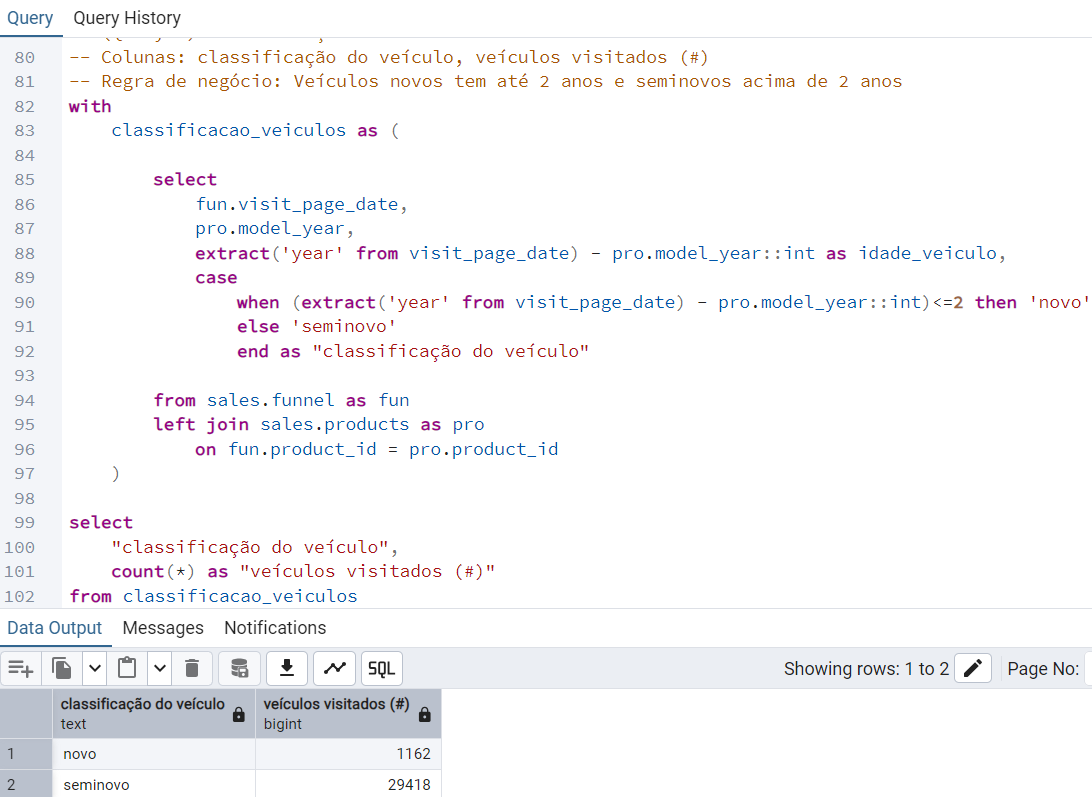 Query Query History
80 -- Colunas: classificação do veículo, veículos visitados (#)
81 -- Regra de negócio: Veículos novos tem até 2 anos e seminovos acima de 2 anos
82 with
83 classificacao_veiculos as (
84
85 select
86 fun.visit_page_date,
87 pro.model_year,
88 extract('year' from visit_page_date) - pro.model_year::int as idade_veiculo,
89 case
90 when (extract('year' from visit_page_date) - pro.model_year::int)<=2 then 'novo'
91 else 'seminovo'
92 end as "classificação do veículo"
93
94 from sales.funnel as fun
95 left join sales.products as pro
96 on fun.product_id = pro.product_id
97 )
98
99 select
100 "classificação do veículo",
101 count(*) as "veículos visitados (#)"
102 from classificacao_veiculos
Data Output Messages Notifications
SQL Showing rows: 1 to 2 Page No:
classificação do veículo veículos visitados (#)
text bigint
1 novo 1162
2 seminovo 29418